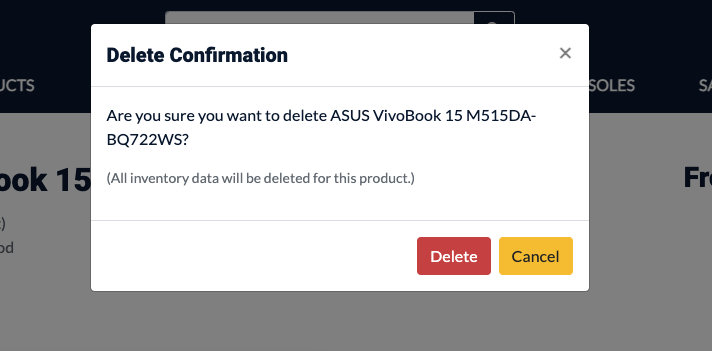 Delete Confirmation
×
UCTS
SOLES
SA
Are you sure you want to delete ASUS VivoBook 15 M515DA-
BQ722WS?
(All inventory data will be deleted for this product.)
ook 15
Fr
)
od
Delete
Cancel